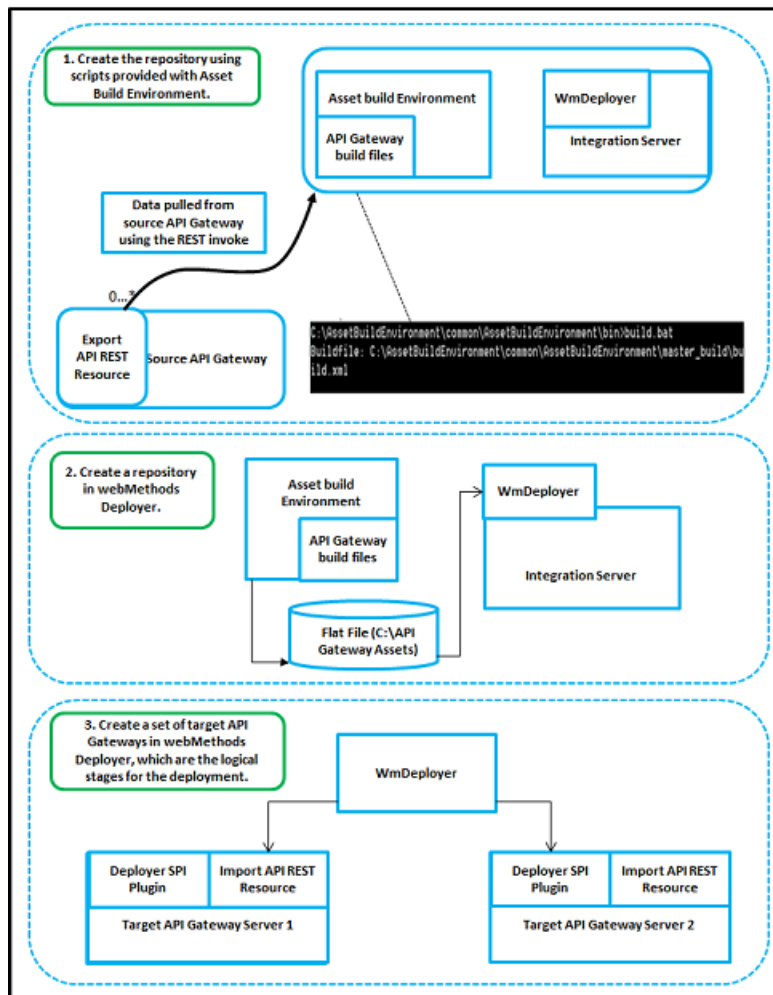 1. Create the repository using
scripts provided with Asset
Build Environment.
Asset build Environment
API Gateway
build files
WmDeployer
Integration Server
Data pulled from
source API Gateway
using the REST invoke
0...*
Export
API REST
Resource
Source API Gateway
C:\AssetBuildEnvironment\common\AssetBuildEnvironment\bin>build.bat
Buildfile: C:\AssetBuildEnvironment\common\AssetBuildEnvironment\master_build\bu
ild.xml
2. Create a repository
in webMethods
Deployer.
Asset build
Environment
API Gateway
build files
WmDeployer
Integration Server
Flat File (C:\API
Gateway Assets)
3. Create a set of target API
Gateways in webMethods
Deployer, which are the logical
stages for the deployment.
WmDeployer
Deployer SPI
Plugin
Import API REST
Resource
Target API Gateway Server 1
Deployer SPI
Plugin
Import API REST
Resource
Target API Gateway Server 2